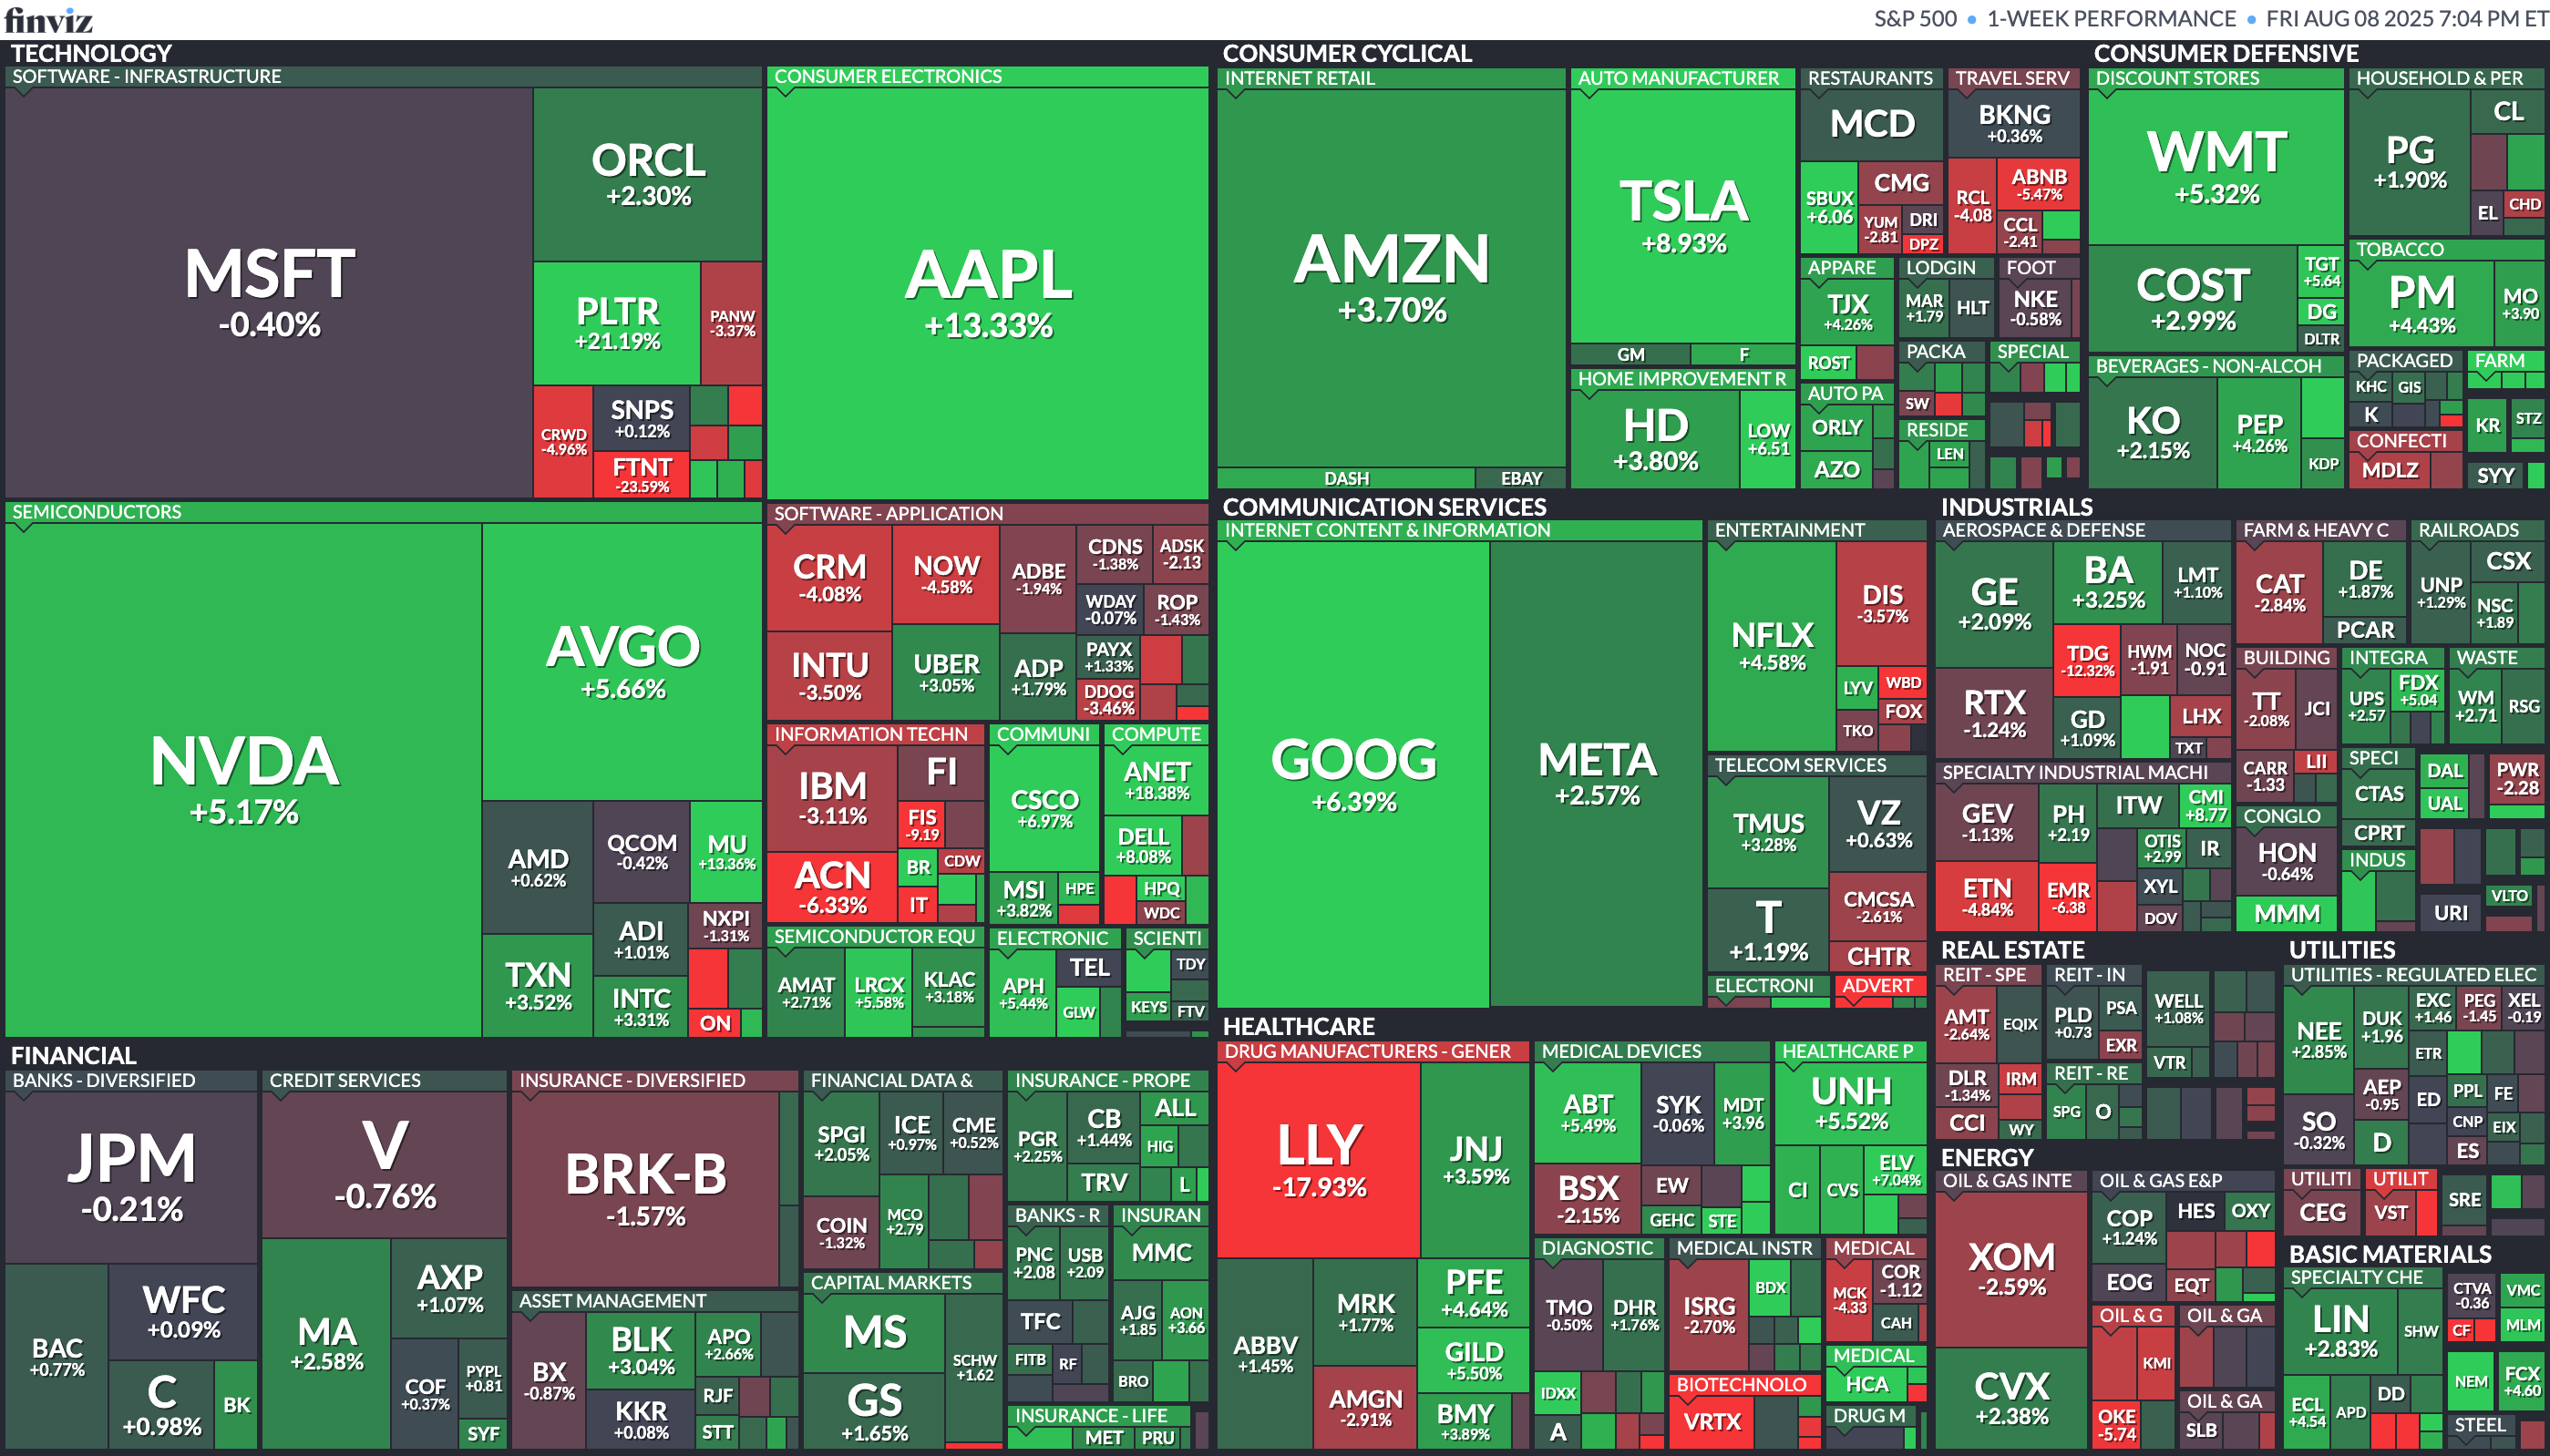 finviz
S&P 500 • 1-WEEK PERFORMANCE • FRI AUG 08 2025 7:04 PM ET
TECHNOLOGY
SOFTWARE - INFRASTRUCTURE
MSFT
-0.40%
ORCL
+2.30%
PLTR
+21.19%
PANW
-3.37%
CRWD
-4.96%
SNPS
+0.12%
FTNT
-23.59%
CONSUMER ELECTRONICS
AAPL
+13.33%
SEMICONDUCTORS
NVDA
+5.17%
AVGO
+5.66%
AMD
+0.62%
QCOM
-0.42%
MU
+13.36%
TXN
+3.52%
ADI
+1.01%
NXPI
-1.31%
INTC
+3.31%
ON
SOFTWARE - APPLICATION
CRM
-4.08%
NOW
-4.58%
ADBE
-1.94%
CDNS
-1.38%
ADSK
-2.13
WDAY
-0.07%
ROP
-1.43%
INTU
-3.50%
UBER
+3.05%
ADP
+1.79%
PAYX
+1.33%
DDOG
-3.46%
INFORMATION TECHN
IBM
-3.11%
FI
FIS
-9.19
BR
CDW
ACN
-6.33%
IT
COMMUNI
CSCO
+6.97%
MSI
+3.82%
HPE
COMPUTE
ANET
+18.38%
DELL
+8.08%
HPQ
WDC
SEMICONDUCTOR EQU
AMAT
+2.71%
LRCX
+5.58%
KLAC
+3.18%
ELECTRONIC
APH
+5.44%
TEL
GLW
SCIENTI
TDY
KEYS
FTV
CONSUMER CYCLICAL
INTERNET RETAIL
AMZN
+3.70%
DASH
EBAY
AUTO MANUFACTURER
TSLA
+8.93%
GM
F
HOME IMPROVEMENT R
HD
+3.80%
LOW
+6.51
RESTAURANTS
MCD
SBUX
+6.06
CMG
YUM
-2.81
DRI
DPZ
TRAVEL SERV
BKNG
+0.36%
RCL
-4.08
ABNB
-5.47%
CCL
-2.41
APPARE
TJX
+4.26%
ROST
LODGIN
MAR
+1.79
HLT
FOOT
NKE
-0.58%
PACKA
SW
SPECIAL
AUTO PA
ORLY
AZO
RESIDE
LEN
CONSUMER DEFENSIVE
DISCOUNT STORES
WMT
+5.32%
COST
+2.99%
TGT
+5.64
DG
DLTR
HOUSEHOLD & PER
PG
+1.90%
CL
EL
CHD
TOBACCO
PM
+4.43%
MO
+3.90
BEVERAGES - NON-ALCOH
KO
+2.15%
PEP
+4.26%
KDP
PACKAGED
KHC
GIS
K
FARM
CONFECTI
MDLZ
KR
STZ
SYY
COMMUNICATION SERVICES
INTERNET CONTENT & INFORMATION
GOOG
+6.39%
META
+2.57%
ENTERTAINMENT
NFLX
+4.58%
DIS
-3.57%
LYV
WBD
FOX
TKO
TELECOM SERVICES
TMUS
+3.28%
VZ
+0.63%
T
+1.19%
CMCSA
-2.61%
CHTR
ELECTRONI
ADVERT
INDUSTRIALS
AEROSPACE & DEFENSE
GE
+2.09%
BA
+3.25%
LMT
+1.10%
RTX
-1.24%
TDG
-12.32%
HWM
-1.91
NOC
-0.91
GD
+1.09%
LHX
TXT
FARM & HEAVY C
CAT
-2.84%
DE
+1.87%
PCAR
RAILROADS
UNP
+1.29%
CSX
NSC
+1.89
SPECIALTY INDUSTRIAL MACHI
GEV
-1.13%
PH
+2.19
ITW
CMI
+8.77
ETN
-4.84%
EMR
-6.38
OTIS
+2.99
IR
XYL
DOV
BUILDING
TT
-2.08%
JCI
CARR
-1.33
LII
INTEGRA
UPS
+2.57
FDX
+5.04
WASTE
WM
+2.71
RSG
SPECI
CTAS
CPRT
DAL
UAL
PWR
-2.28
CONGLO
HON
-0.64%
MMM
INDUS
URI
VLTO
REAL ESTATE
REIT - SPE
AMT
-2.64%
EQIX
DLR
-1.34%
IRM
CCI
WY
REIT - IN
PLD
+0.73
PSA
EXR
REIT - RE
SPG
O
WELL
+1.08%
VTR
UTILITIES
UTILITIES - REGULATED ELEC
NEE
+2.85%
DUK
+1.96
EXC
+1.46
PEG
-1.45
XEL
-0.19
ETR
SO
-0.32%
AEP
-0.95
ED
PPL
FE
D
CNP
EIX
ES
UTILITI
CEG
UTILIT
VST
SRE
ENERGY
OIL & GAS INTE
XOM
-2.59%
CVX
+2.38%
OIL & GAS E&P
COP
+1.24%
HES
OXY
EOG
EQT
OIL & G
KMI
OKE
-5.74
OIL & GA
OIL & GA
SLB
BASIC MATERIALS
SPECIALTY CHE
LIN
+2.83%
SHW
ECL
+4.54
APD
DD
CTVA
-0.36
CF
VMC
MLM
NEM
FCX
+4.60
STEEL
FINANCIAL
BANKS - DIVERSIFIED
JPM
-0.21%
BAC
+0.77%
WFC
+0.09%
C
+0.98%
BK
CREDIT SERVICES
V
-0.76%
MA
+2.58%
AXP
+1.07%
COF
+0.37%
PYPL
+0.81
SYF
INSURANCE - DIVERSIFIED
BRK-B
-1.57%
ASSET MANAGEMENT
BX
-0.87%
BLK
+3.04%
APO
+2.66%
KKR
+0.08%
RJF
STT
FINANCIAL DATA &
SPGI
+2.05%
ICE
+0.97%
CME
+0.52%
COIN
-1.32%
MCO
+2.79
CAPITAL MARKETS
MS
GS
+1.65%
SCHW
+1.62
INSURANCE - PROPE
PGR
+2.25%
CB
+1.44%
ALL
HIG
TRV
L
BANKS - R
PNC
+2.08
USB
+2.09
TFC
FITB
RF
INSURAN
MMC
AJG
+1.85
AON
+3.66
BRO
INSURANCE - LIFE
MET
PRU
HEALTHCARE
DRUG MANUFACTURERS - GENER
LLY
-17.93%
JNJ
+3.59%
ABBV
+1.45%
MRK
+1.77%
PFE
+4.64%
AMGN
-2.91%
GILD
+5.50%
BMY
+3.89%
MEDICAL DEVICES
ABT
+5.49%
SYK
-0.06%
MDT
+3.96
BSX
-2.15%
EW
GEHC
STE
HEALTHCARE P
UNH
+5.52%
CI
CVS
ELV
+7.04%
DIAGNOSTIC
TMO
-0.50%
DHR
+1.76%
IDXX
A
MEDICAL INSTR
ISRG
-2.70%
BDX
MEDICAL
MCK
-4.33
COR
-1.12
CAH
BIOTECHNOLO
VRTX
MEDICAL
HCA
DRUG M